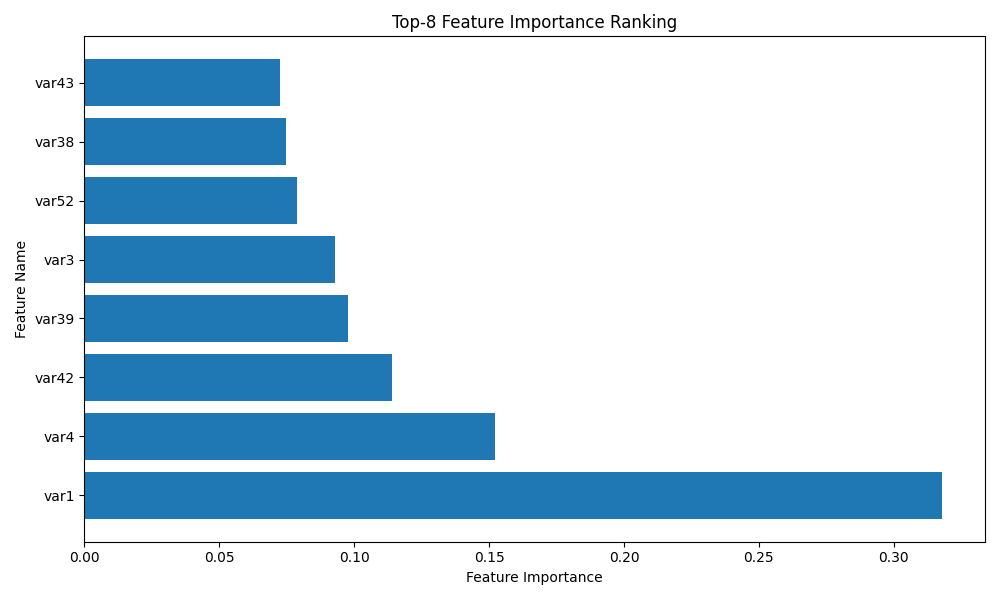 Top-8 Feature Importance Ranking
Feature Name
var43
var38
var52
var3
var39
var42
var4
var1
0.00 0.05 0.10 0.15 0.20 0.25 0.30
Feature Importance